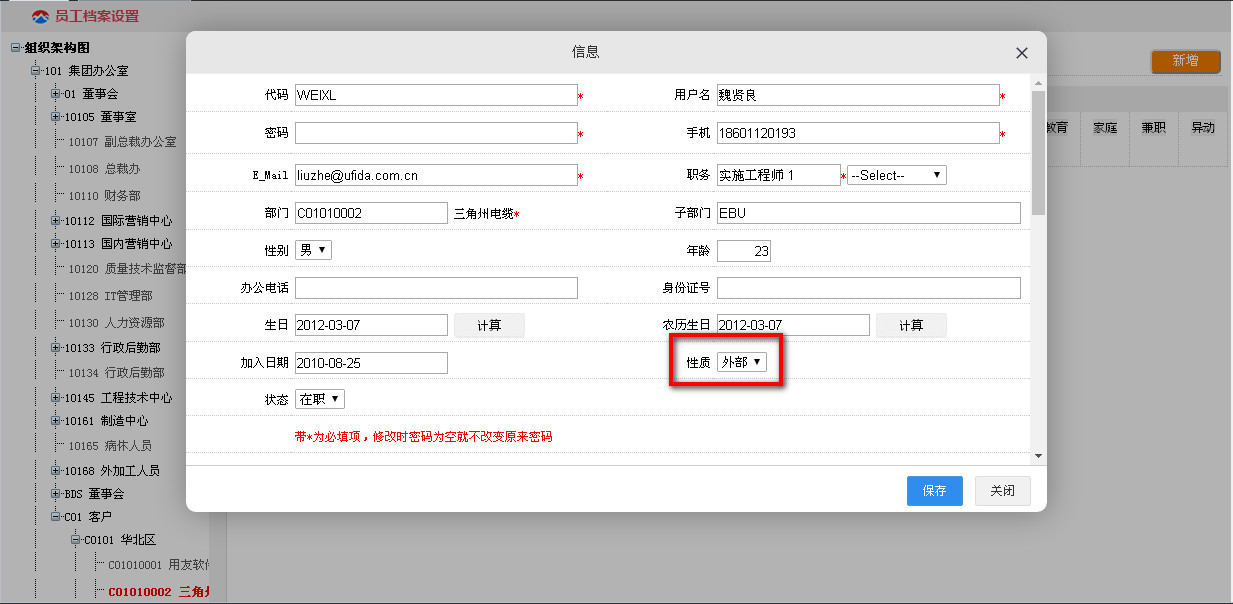 员工档案设置
组织架构图
101 集团办公室
01 董事会
10105 董事室
10107 副总裁办公室
10108 总裁办
10110 财务部
10112 国际营销中心
10113 国内营销中心
10120 质量技术监督部
10128 IT管理部
10130 人力资源部
10133 行政后勤部
10134 行政后勤部
10145 工程技术中心
10161 制造中心
10165 病休人员
10168 外加工人员
BDS 董事会
C01 客户
C0101 华北区
C01010001 用友软件
C01010002 三角州
新增
教育 家庭 兼职 异动
信息 ×
代码 WEIXL * 用户名 魏贤良 *
密码 * 手机 18601120193 *
E_Mail liuzhe@ufida.com.cn * 职务 实施工程师 1 * --Select--
部门 C01010002 三角州电缆* 子部门 EBU
性别 男 年龄 23
办公电话 身份证号
生日 2012-03-07 计算 农历生日 2012-03-07 计算
加入日期 2010-08-25 性质 外部
状态 在职
带*为必填项，修改时密码为空就不改变原来密码
保存 关闭